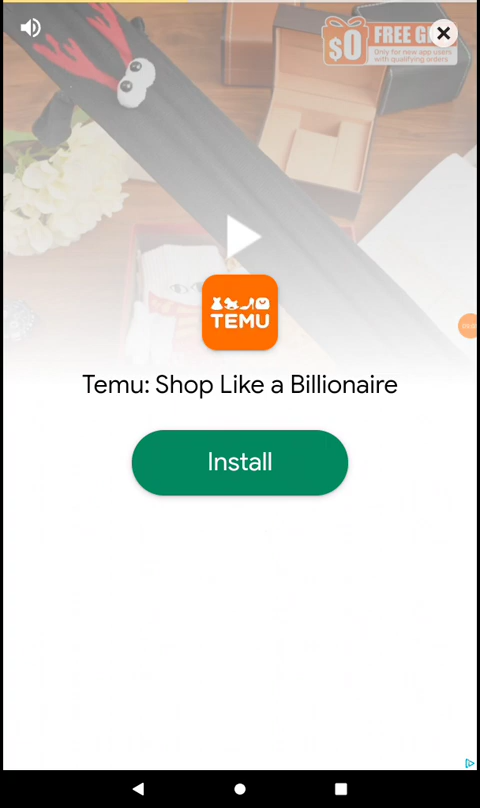 $0
FREE G
Only for new app users
with qualifying orders
TEMU
Temu: Shop Like a Billionaire
Install